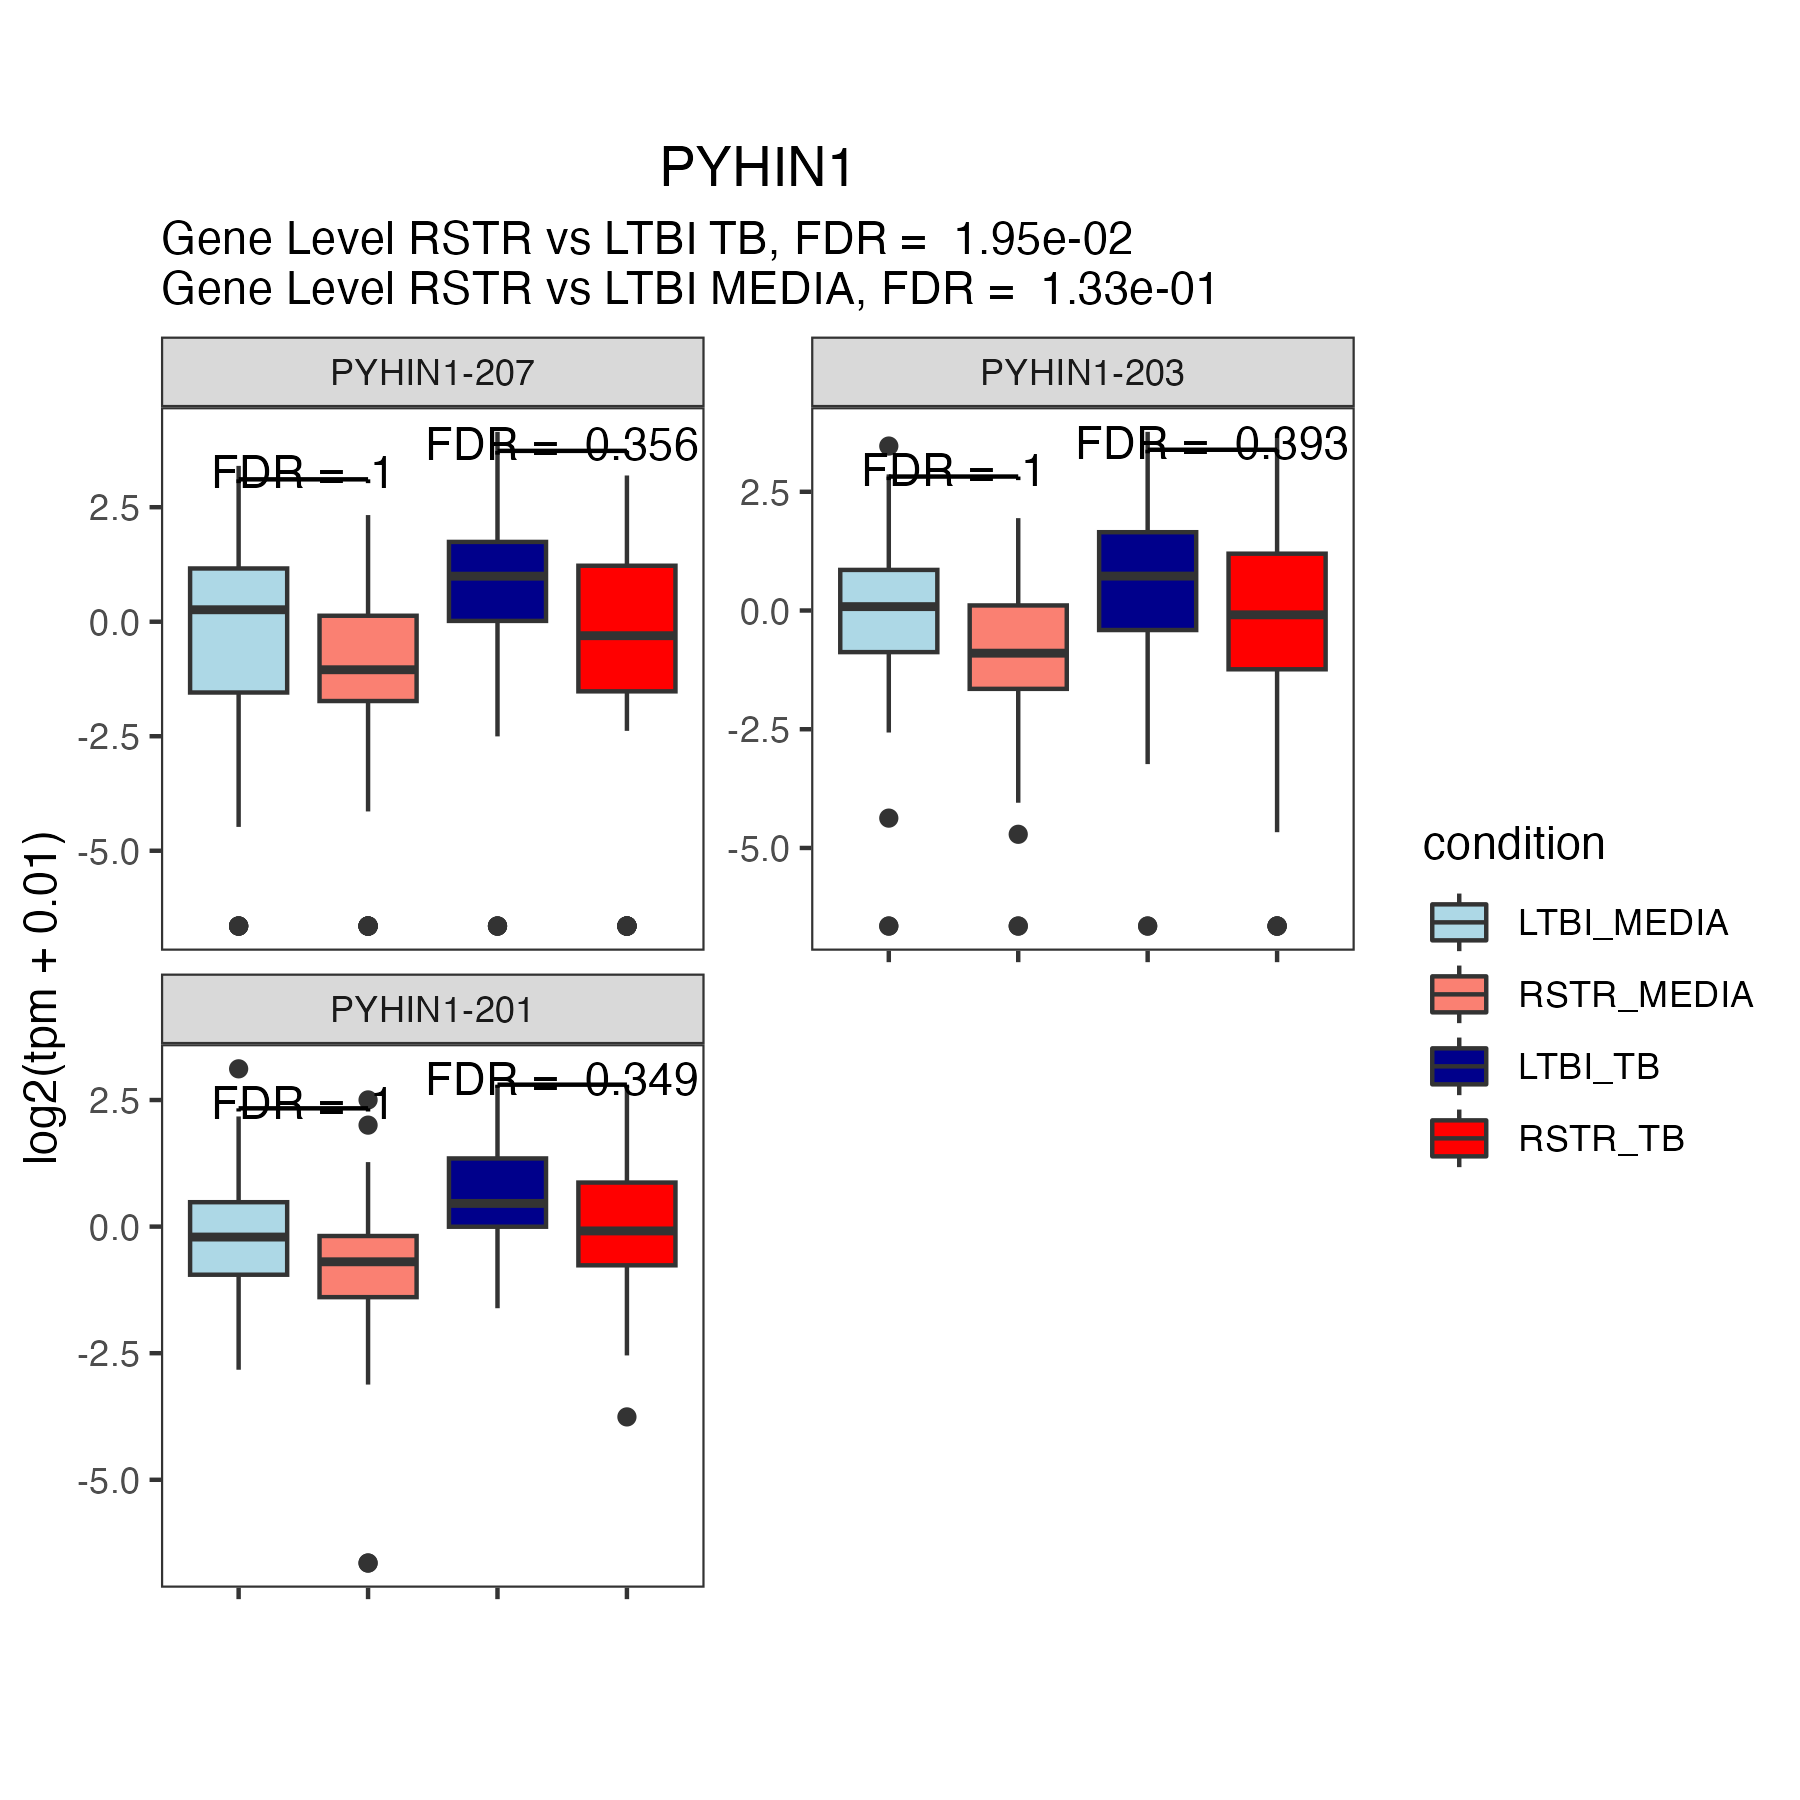 PYHIN1
Gene Level RSTR vs LTBI TB, FDR = 1.95e-02
Gene Level RSTR vs LTBI MEDIA, FDR = 1.33e-01
PYHIN1-207
FDR = 1
FDR = 0.356
2.5
0.0
-2.5
-5.0
PYHIN1-203
FDR = 1
FDR = 0.393
2.5
0.0
-2.5
-5.0
PYHIN1-201
FDR = 1
FDR = 0.349
2.5
0.0
-2.5
-5.0
log2(tpm + 0.01)
condition
LTBI_MEDIA
RSTR_MEDIA
LTBI_TB
RSTR_TB